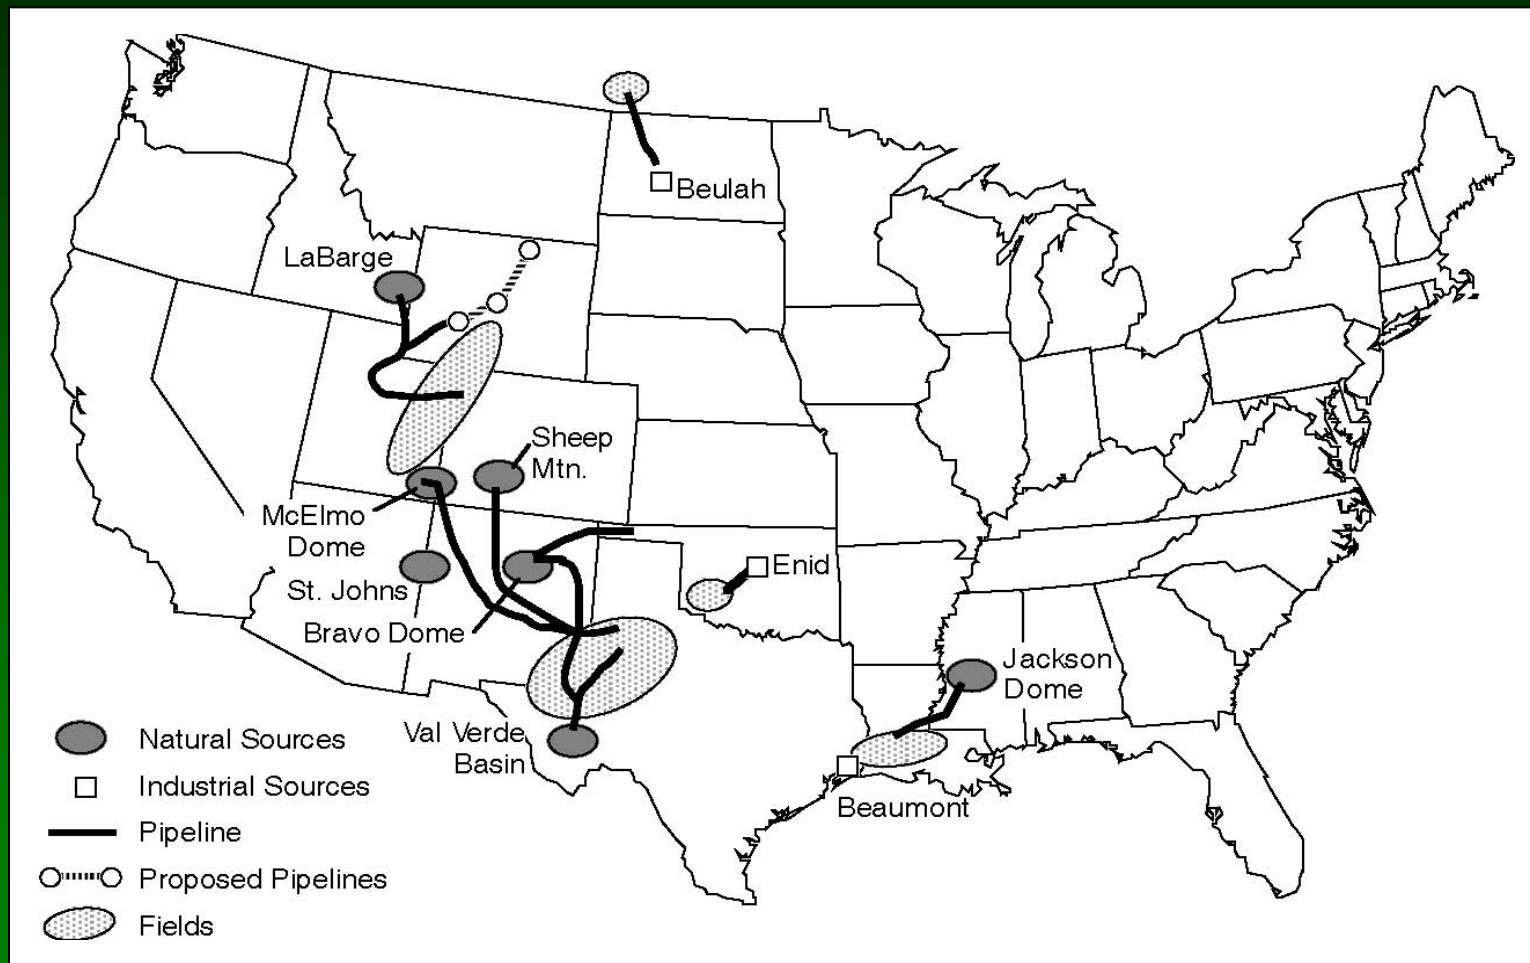 Beulah
LaBarge
Sheep
Mtn.
McElmo
Dome
Enid
St. Johns
Bravo Dome
Jackson
Dome
Val Verde
Basin
Beaumont
Natural Sources
Industrial Sources
Pipeline
Proposed Pipelines
Fields